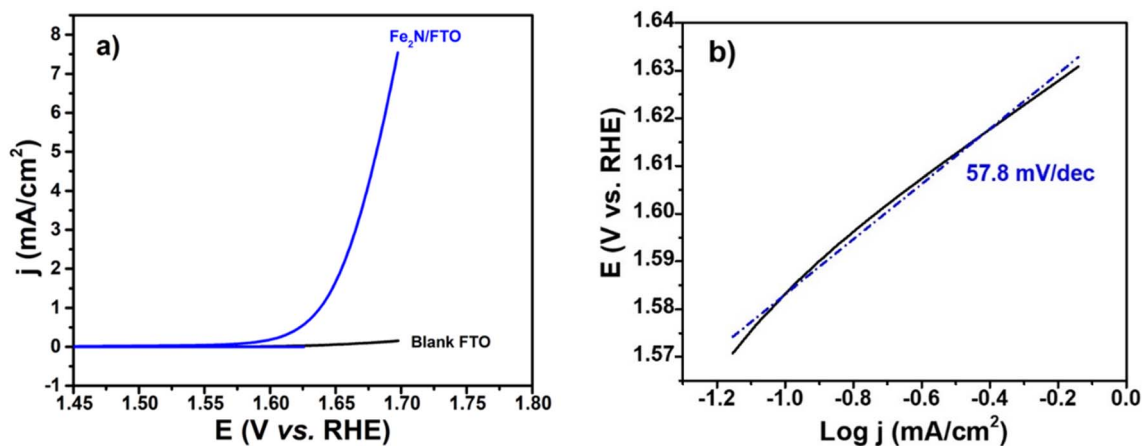 a)
Fe₂N/FTO
Blank FTO
8
7
6
5
4
3
2
1
0
-1
j (mA/cm²)
1.45 1.50 1.55 1.60 1.65 1.70 1.75 1.80
E (V vs. RHE)
b)
57.8 mV/dec
1.64
1.63
1.62
1.61
1.60
1.59
1.58
1.57
E (V vs. RHE)
-1.2 -1.0 -0.8 -0.6 -0.4 -0.2 0.0
Log j (mA/cm²)